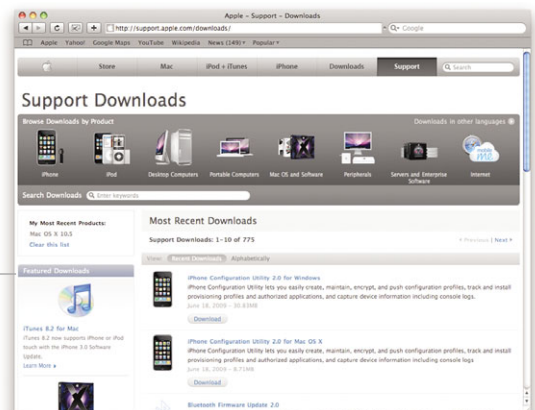 Apple - Support - Downloads
http://support.apple.com/downloads/
Google
Apple Yahoo! Google Maps YouTube Wikipedia News (149) Popular
Store Mac iPod + iTunes iPhone Downloads Support Search
Support Downloads
Browse Downloads by Product Downloads in other languages
iPhone iPod Desktop Computers Portable Computers Mac OS and Software Peripherals Servers and Enterprise Software Internet
mobile me
Search Downloads Enter keywords
My Most Recent Products:
Mac OS X 10.5
Clear this list
Most Recent Downloads
Support Downloads: 1-10 of 775 Previous | Next
View: Recent Downloads Alphabetically
Featured Downloads
iTunes 8.2 for Mac
iTunes 8.2 now supports iPhone or iPod
touch with the iPhone 3.0 Software
Update.
Learn More
iPhone Configuration Utility 2.0 for Windows
iPhone Configuration Utility lets you easily create, maintain, encrypt, and push configuration profiles, track and install
provisioning profiles and authorized applications, and capture device information including console logs.
June 18, 2009 - 30.83MB
Download
iPhone Configuration Utility 2.0 for Mac OS X
iPhone Configuration Utility lets you easily create, maintain, encrypt, and push configuration profiles, track and install
provisioning profiles and authorized applications, and capture device information including console logs.
June 18, 2009 - 8.71MB
Download
Bluetooth Firmware Update 2.0